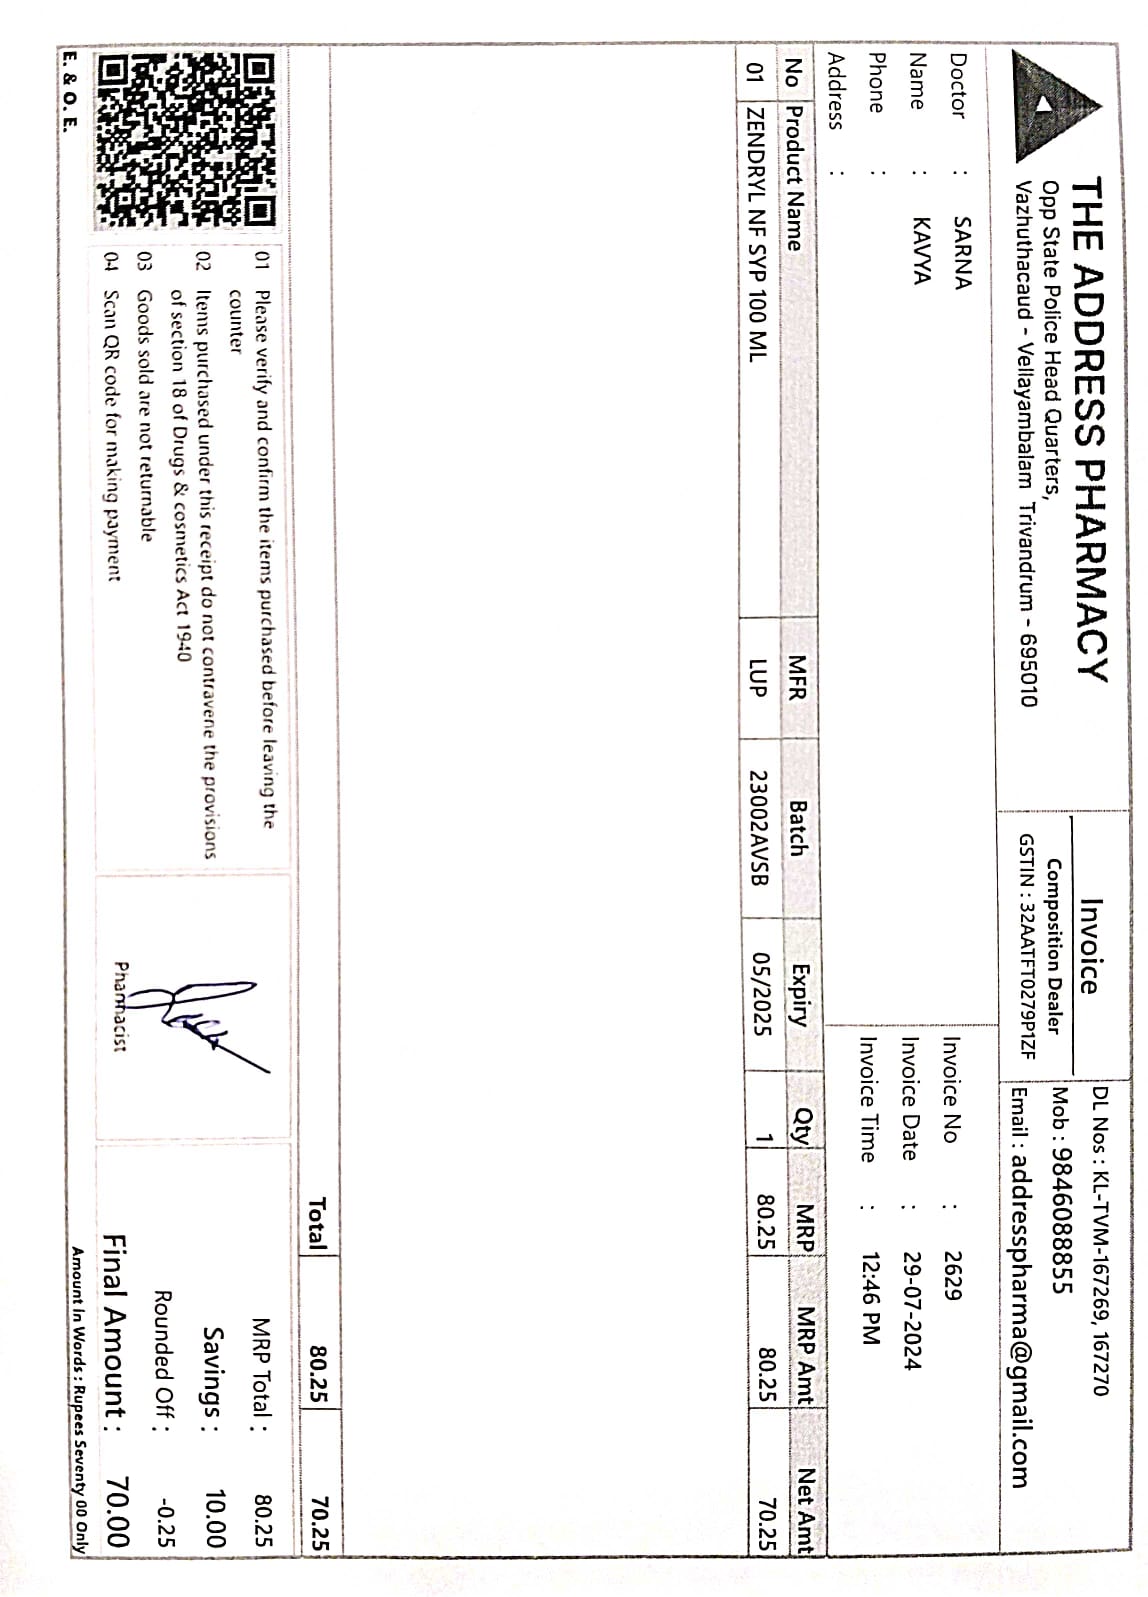 THE ADDRESS PHARMACY
Opp State Police Head Quarters,
Vazhuthacaud - Vellayambalam Trivandrum - 695010
Invoice
Composition Dealer
GSTIN : 32AATFT0279P1ZF
DL Nos : KL-TVM-167269, 167270
Mob : 9846088855
Email : addresspharma@gmail.com
Doctor : SARNA
Name : KAVYA
Phone :
Address :
Invoice No : 2629
Invoice Date : 29-07-2024
Invoice Time : 12:46 PM
No Product Name MFR Batch Expiry Qty MRP MRP Amt Net Amt
01 ZENDRYL NF SYP 100 ML LUP 23002AVSB 05/2025 1 80.25 80.25 70.25
Total 80.25 70.25
01 Please verify and confirm the items purchased before leaving the
counter
02 Items purchased under this receipt do not contravene the provisions
of section 18 of Drugs & cosmetics Act 1940
03 Goods sold are not returnable
04 Scan QR code for making payment
Pharmacist
MRP Total : 80.25
Savings : 10.00
Rounded Off : -0.25
Final Amount : 70.00
E. & O. E.
Amount In Words : Rupees Seventy 00 Only